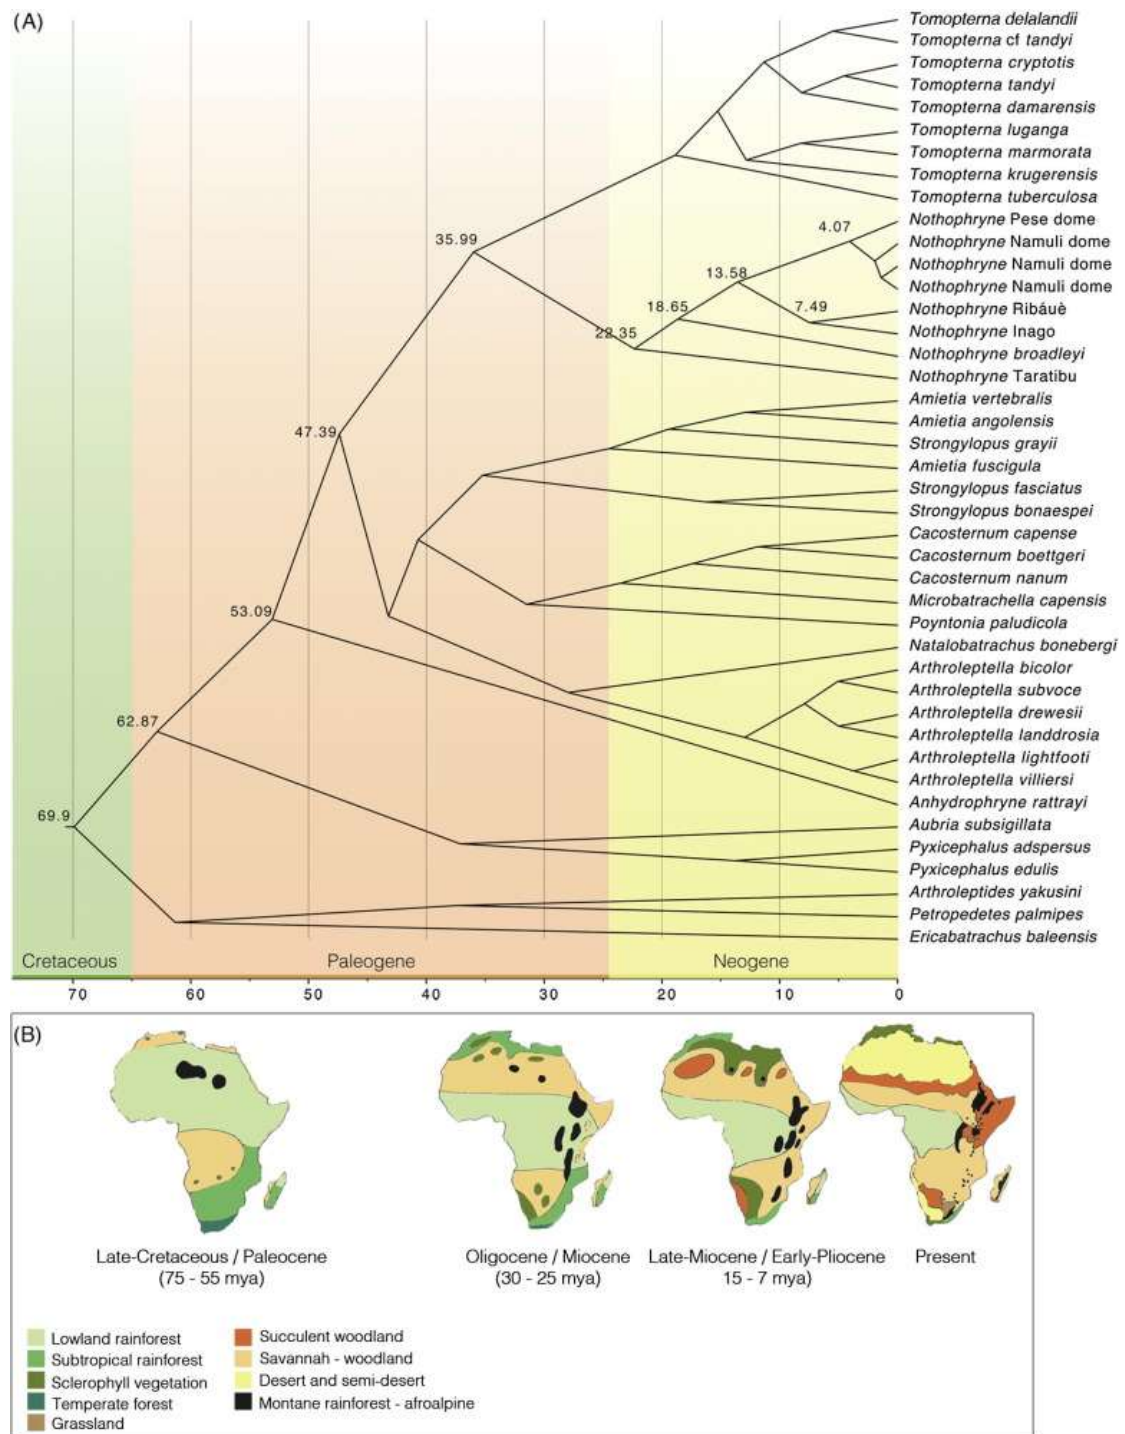 (A)
Tomopterna delalandii
Tomopterna cf tandyi
Tomopterna cryptotis
Tomopterna tandyi
Tomopterna damarensis
Tomopterna luganga
Tomopterna marmorata
Tomopterna krugerensis
Tomopterna tuberculosa
Nothophryne Pese dome
4.07
Nothophryne Namuli dome
35.99
Nothophryne Namuli dome
13.58
Nothophryne Namuli dome
18.65
7.49
Nothophryne Ribáuè
22.35
Nothophryne Inago
Nothophryne broadleyi
Nothophryne Taratibu
Amietia vertebralis
Amietia angolensis
47.39
Strongylopus grayii
Amietia fuscigula
Strongylopus fasciatus
Strongylopus bonaespei
Cacosternum capense
Cacosternum boettgeri
Cacosternum nanum
Microbatrachella capensis
53.09
Poyntonia paludicola
Natalobatrachus bonebergi
Arthroleptella bicolor
Arthroleptella subvoce
62.87
Arthroleptella drewesii
Arthroleptella landdrosia
Arthroleptella lightfooti
Arthroleptella villiersi
Anhydrophryne rattrayi
69.9
Aubria subsigillata
Pyxicephalus adspersus
Pyxicephalus edulis
Arthroleptides yakusini
Petropedetes palmipes
Ericabatrachus baleensis
Cretaceous Paleogene Neogene
70 60 50 40 30 20 10 0
(B)
Late-Cretaceous / Paleocene
(75 - 55 mya)
Oligocene / Miocene
(30 - 25 mya)
Late-Miocene / Early-Pliocene
15 - 7 mya)
Present
Lowland rainforest
Subtropical rainforest
Sclerophyll vegetation
Temperate forest
Grassland
Succulent woodland
Savannah - woodland
Desert and semi-desert
Montane rainforest - afroalpine